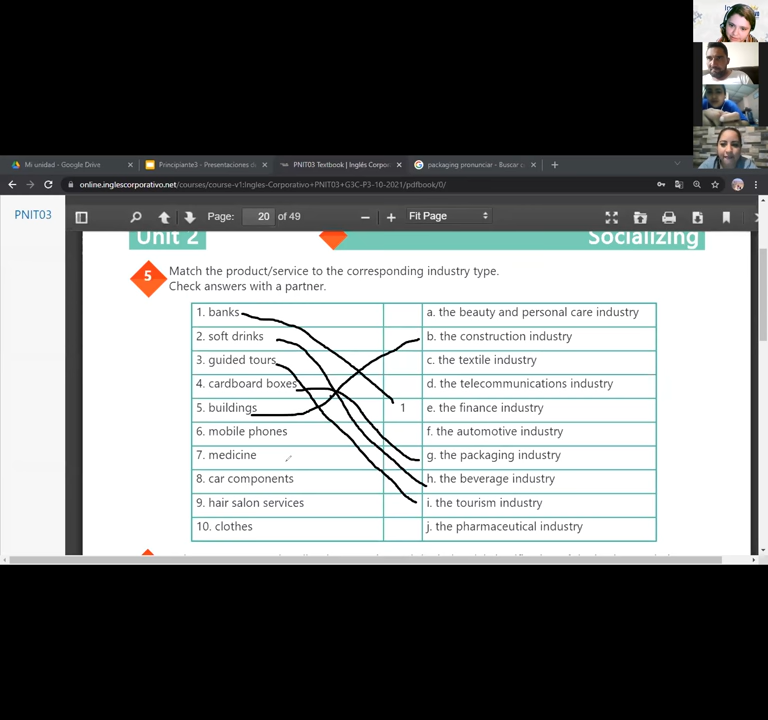 Mi unidad - Google Drive
Principiante3 - Presentaciones de
PNIT03 Textbook | Inglés Corpo
packaging pronunciar - Buscar c
online.inglescorporativo.net/courses/course-v1:Ingles-Corporativo+PNIT03+G3C-P3-10-2021/pdfbook/0/
PNIT03
Page: 20 of 49
Fit Page
Unit 2
Socializing
5
Match the product/service to the corresponding industry type.
Check answers with a partner.
1. banks
a. the beauty and personal care industry
2. soft drinks
b. the construction industry
3. guided tours
c. the textile industry
4. cardboard boxes
d. the telecommunications industry
5. buildings
1
e. the finance industry
6. mobile phones
f. the automotive industry
7. medicine
g. the packaging industry
8. car components
h. the beverage industry
9. hair salon services
i. the tourism industry
10. clothes
j. the pharmaceutical industry